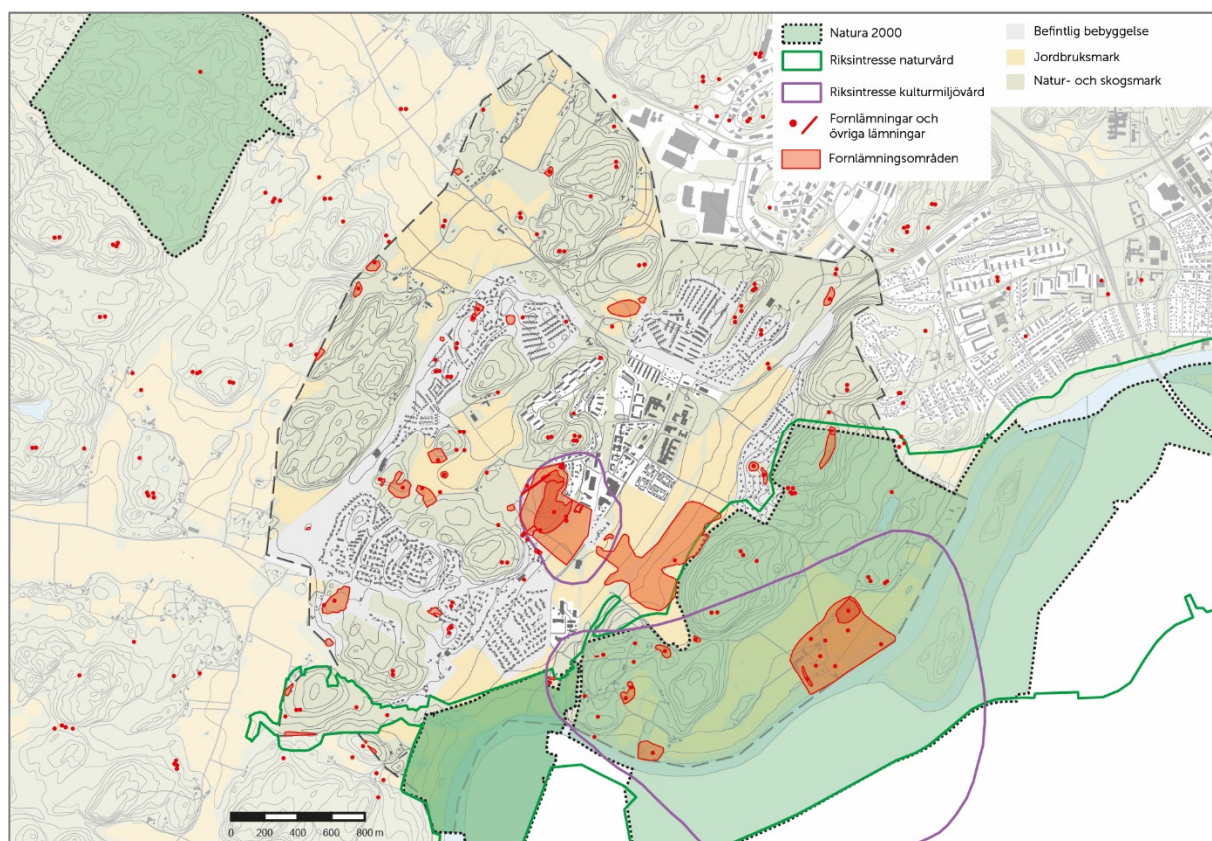 Natura 2000
Riksintresse naturvård
Riksintresse kulturmiljövård
Fornlämningar och
övriga lämningar
Fornlämningsområden
Befintlig bebyggelse
Jordbruksmark
Natur- och skogsmark
0 200 400 600 800 m